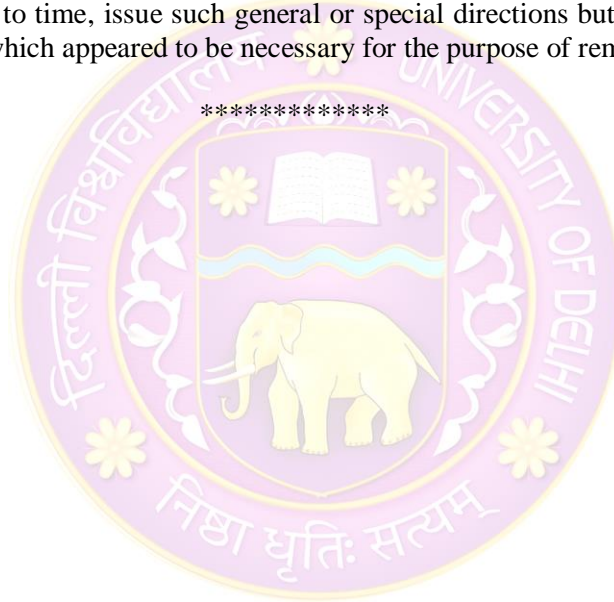 to time, issue such general or special directions but
which appeared to be necessary for the purpose of ren
*************
दिल्ली विश्वविद्यालय
UNIVERSITY OF DELHI
निष्ठा धृतिः सत्यम्